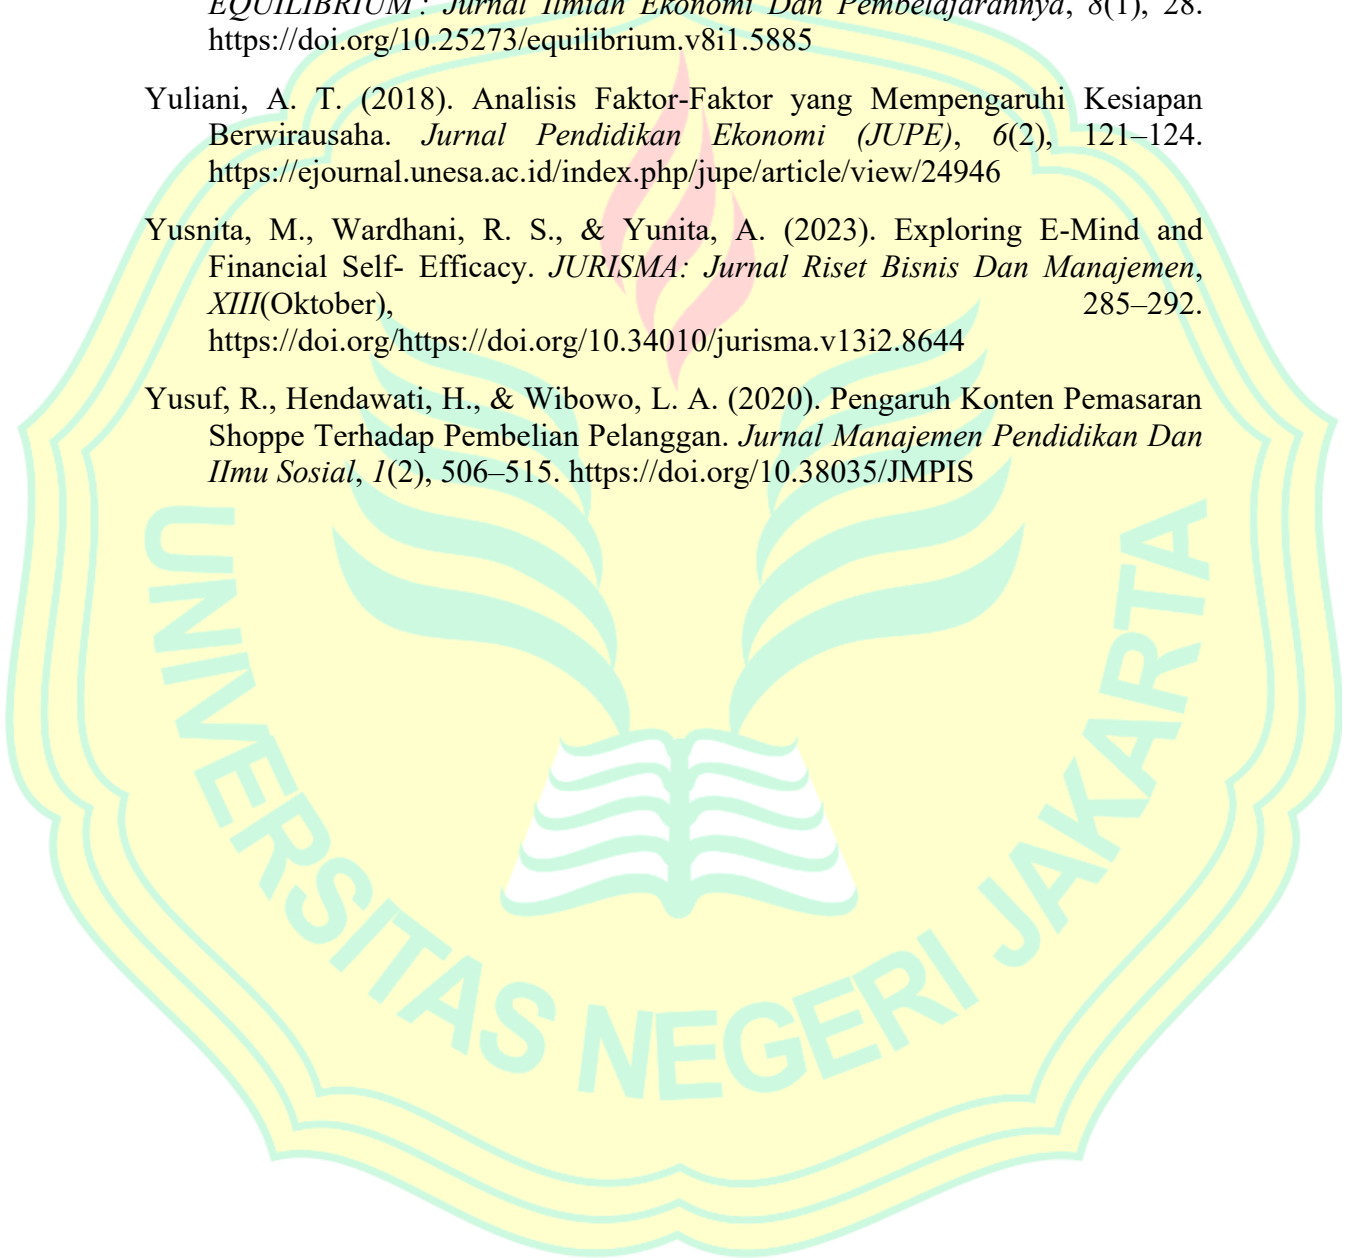 EQUILIBRIUM : Jurnal Ilmiah Ekonomi Dan Pembelajarannya, 8(1), 28.
https://doi.org/10.25273/equilibrium.v8i1.5885
Yuliani, A. T. (2018). Analisis Faktor-Faktor yang Mempengaruhi Kesiapan
Berwirausaha. Jurnal Pendidikan Ekonomi (JUPE), 6(2), 121–124.
https://ejournal.unesa.ac.id/index.php/jupe/article/view/24946
Yusnita, M., Wardhani, R. S., & Yunita, A. (2023). Exploring E-Mind and
Financial Self- Efficacy. JURISMA: Jurnal Riset Bisnis Dan Manajemen,
XIII(Oktober), 285–292.
https://doi.org/https://doi.org/10.34010/jurisma.v13i2.8644
Yusuf, R., Hendawati, H., & Wibowo, L. A. (2020). Pengaruh Konten Pemasaran
Shoppe Terhadap Pembelian Pelanggan. Jurnal Manajemen Pendidikan Dan
IImu Sosial, 1(2), 506–515. https://doi.org/10.38035/JMPIS
UNIVERSITAS NEGERI JAKARTA